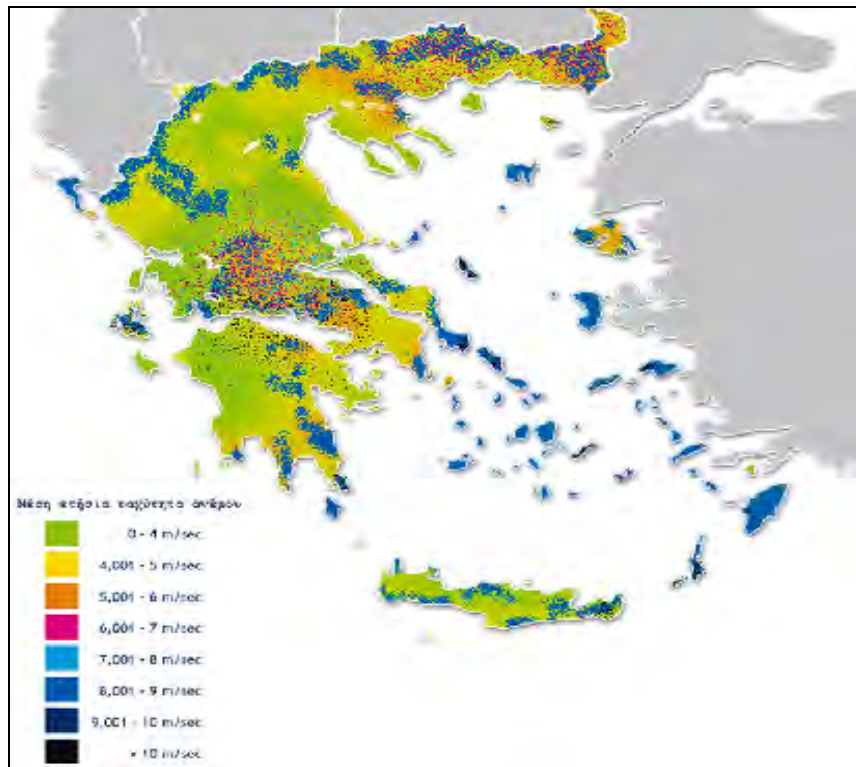 Μέση ετήσια ταχύτητα ανέμου
0 - 4 m/sec
4,001 - 5 m/sec
5,001 - 6 m/sec
6,001 - 7 m/sec
7,001 - 8 m/sec
8,001 - 9 m/sec
9,001 - 10 m/sec
> 10 m/sec